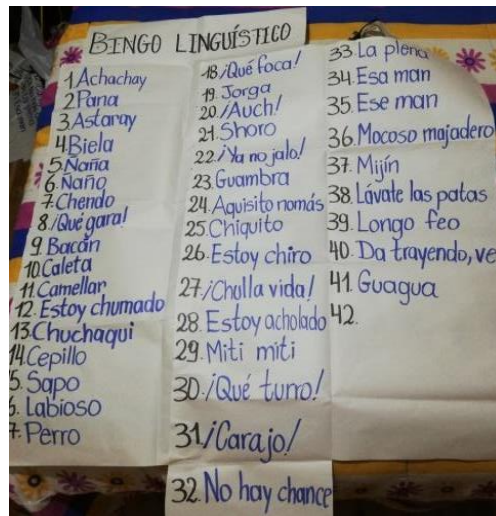 BINGO LINGUÍSTICO
1 Achachay
2 Pana
3. Astaray
4. Biela
5. Ñaña
6. Ñaño
7. Chendo
8. ¡Qué gara!
9. Bacán
10. Caleta
11. Camellar
12. Estoy chumado
13. Chuchaqui
14. Cepillo
5. Sapo
6. Labioso
7. Perro
18. ¡Qué foca!
19. Jorga
20. ¡Auch!
21. Shoro
22. ¡Ya no jalo!
23. Guambra
24. Aquisito nomás
25. Chiquito
26. Estoy chiro
27. ¡Chulla vida!
28. Estoy acholado
29. Miti miti
30. ¡Qué turro!
31. ¡Carajo!
32. No hay chance
33. La plena
34. Esa man
35. Ese man
36. Mocoso majadero
37. Mijín
38. Lávate las patas
39. Longo feo
40. Da trayendo, ve
41. Guagua
42.